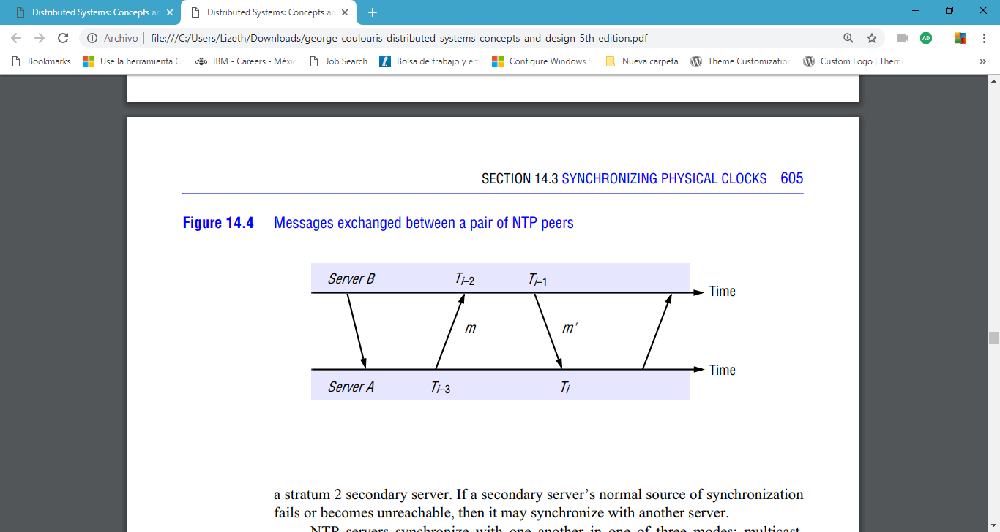 Distributed Systems: Concepts an
Distributed Systems: Concepts an
Archivo
file:///C:/Users/Lizeth/Downloads/george-coulouris-distributed-systems-concepts-and-design-5th-edition.pdf
AD
Bookmarks
Use la herramienta C
IBM - Careers - Méxic
Job Search
Bolsa de trabajo y em
Configure Windows S
Nueva carpeta
Theme Customization
Custom Logo | Them
»
SECTION 14.3 SYNCHRONIZING PHYSICAL CLOCKS 605
Figure 14.4 Messages exchanged between a pair of NTP peers
Server B Ti–2 Ti–1
Time
m m'
Time
Server A Ti–3 Ti
a stratum 2 secondary server. If a secondary server’s normal source of synchronization
fails or becomes unreachable, then it may synchronize with another server.
NTP servers synchronize with one another in one of three modes: multicast,